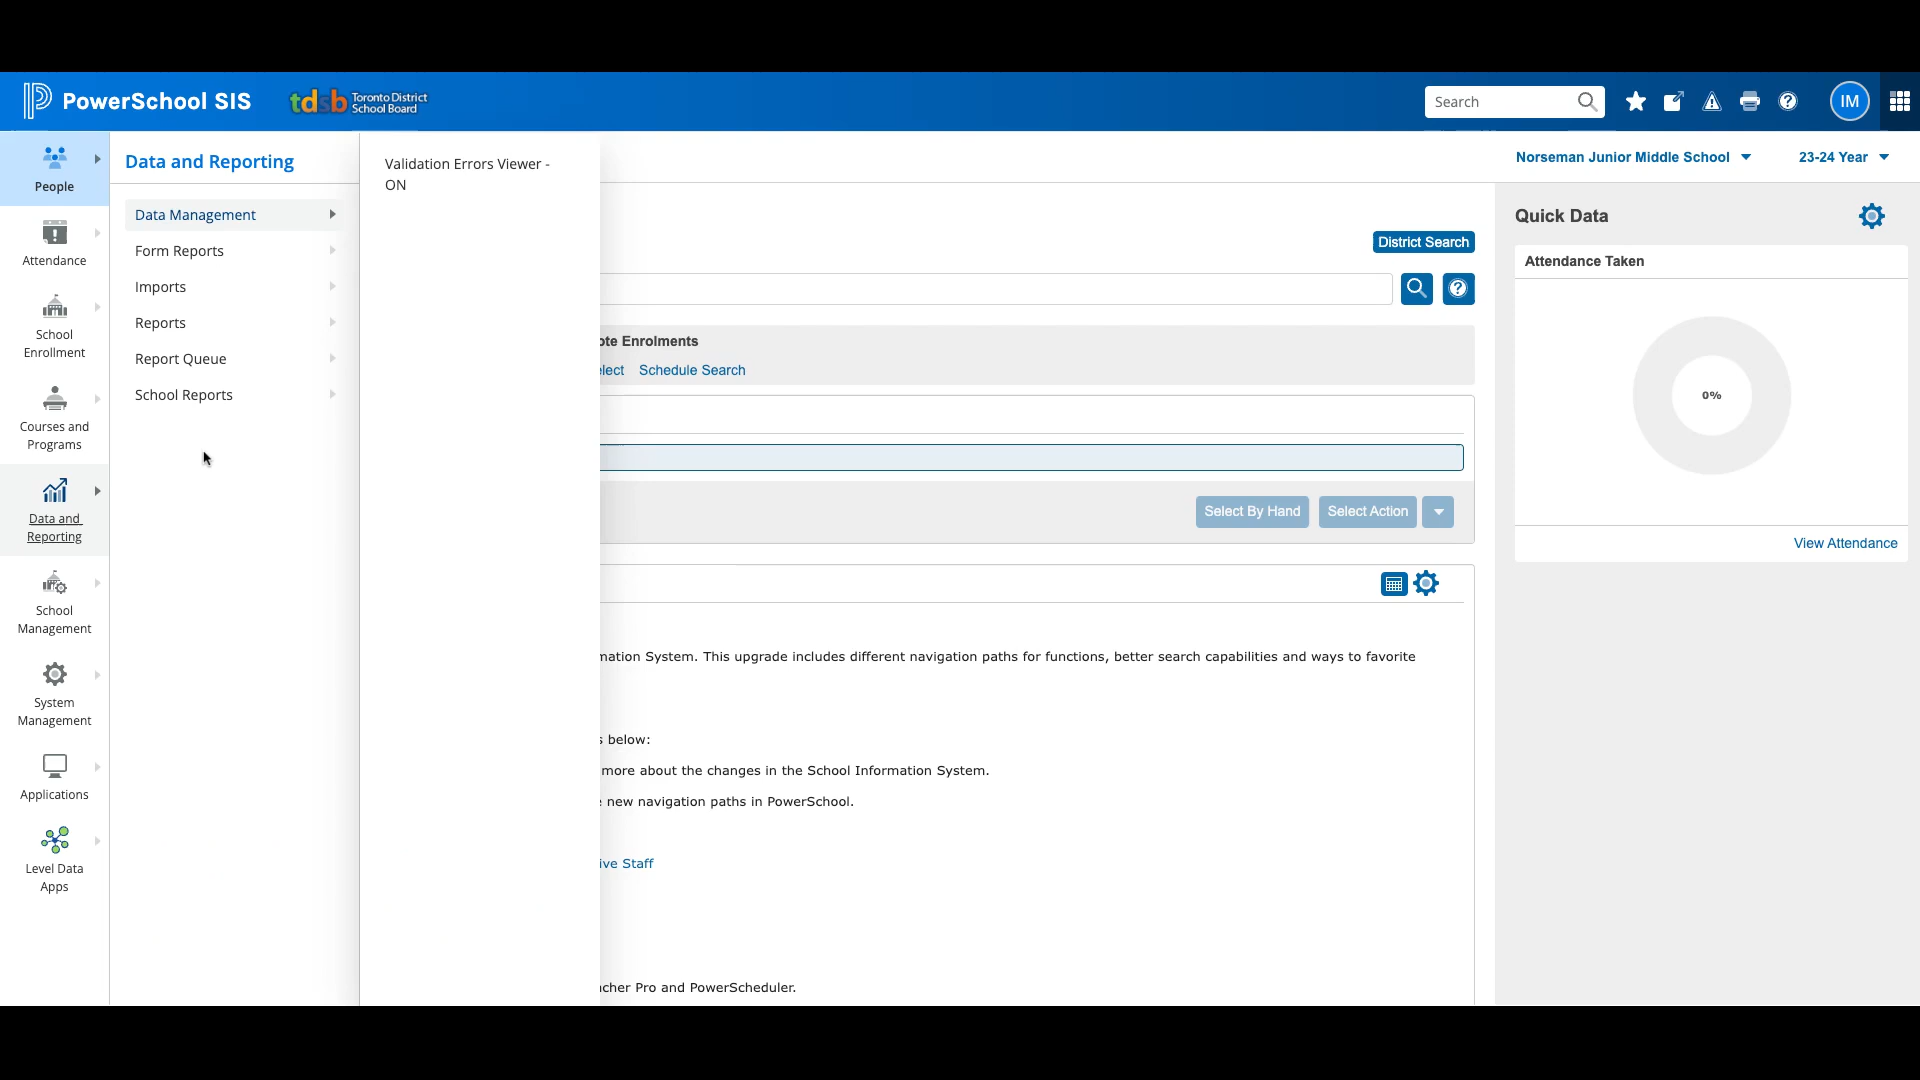 PowerSchool SIS
tdsb Toronto District
School Board
Search
IM
People
Attendance
School
Enrollment
Courses and
Programs
Data and
Reporting
School
Management
System
Management
Applications
Level Data
Apps
Data and Reporting
Data Management
Form Reports
Imports
Reports
Report Queue
School Reports
Validation Errors Viewer -
ON
Norseman Junior Middle School
23-24 Year
District Search
Enrolments
Schedule Search
Select By Hand
Select Action
System. This upgrade includes different navigation paths for functions, better search capabilities and ways to favorite
below:
more about the changes in the School Information System.
new navigation paths in PowerSchool.
Staff
Pro and PowerScheduler.
Quick Data
Attendance Taken
0%
View Attendance